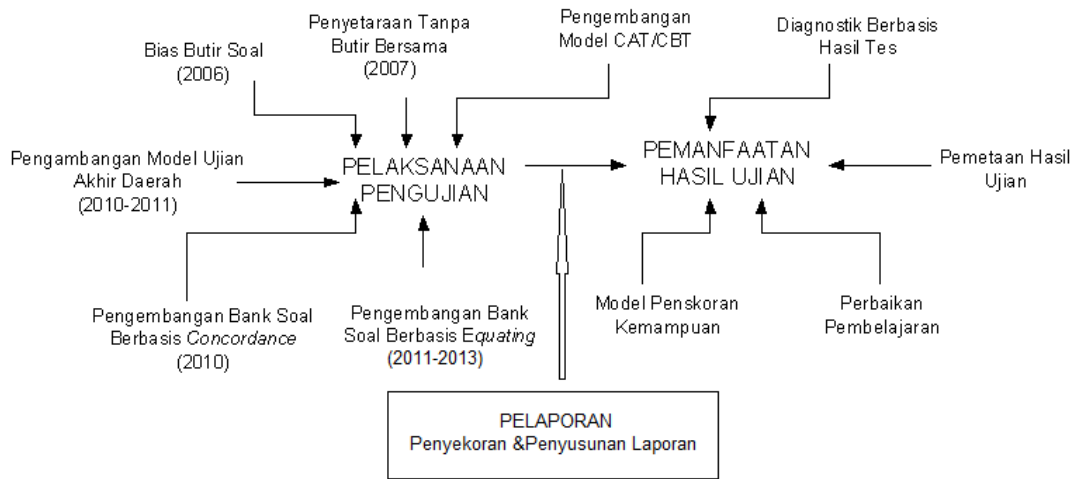 Bias Butir Soal
(2006)
Penyetaraan Tanpa
Butir Bersama
(2007)
Pengembangan
Model CAT/CBT
Diagnostik Berbasis
Hasil Tes
Pengambangan Model Ujian
Akhir Daerah
(2010-2011)
PELAKSANAAN
PENGUJIAN
PEMANFAATAN
HASIL UJIAN
Pemetaan Hasil
Ujian
Pengembangan Bank Soal
Berbasis Concordance
(2010)
Pengembangan Bank
Soal Berbasis Equating
(2011-2013)
Model Penskoran
Kemampuan
Perbaikan
Pembelajaran
PELAPORAN
Penyekoran &Penyusunan Laporan